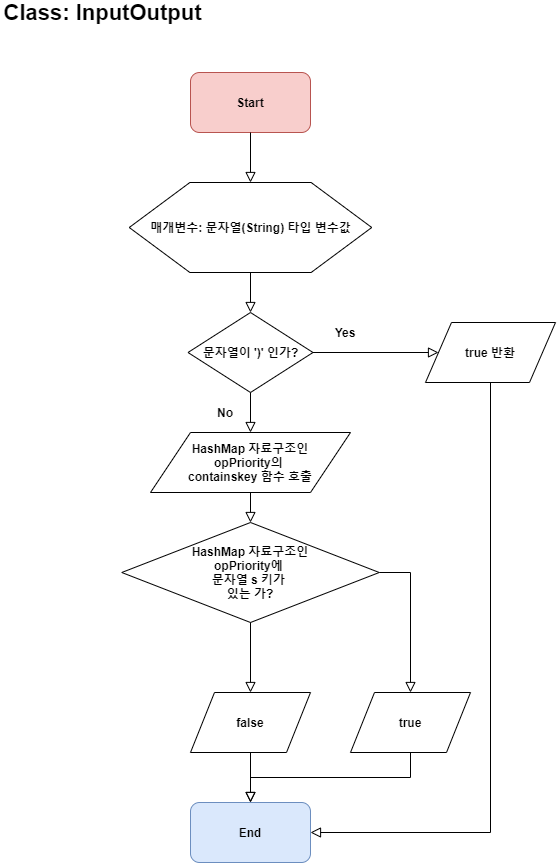 Class: InputOutput
Start
매개변수: 문자열(String) 타입 변수값
문자열이 ')' 인가?
Yes
true 반환
No
HashMap 자료구조인
opPriority의
containskey 함수 호출
HashMap 자료구조인
opPriority에
문자열 s 키가
있는 가?
false
true
End